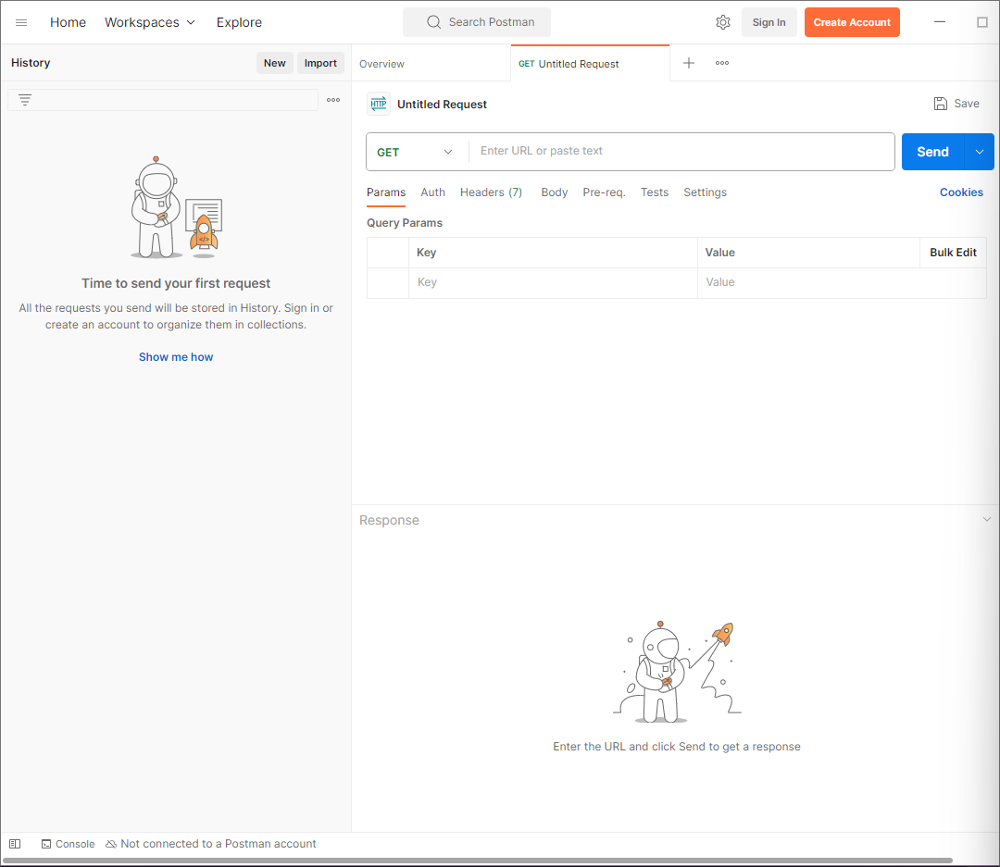 Home Workspaces Explore Search Postman Sign In Create Account
History New Import
Overview GET Untitled Request
HTTP Untitled Request Save
GET Enter URL or paste text Send
Params Auth Headers (7) Body Pre-req. Tests Settings Cookies
Query Params
Key Value Bulk Edit
Key Value
</>
Time to send your first request
All the requests you send will be stored in History. Sign in or
create an account to organize them in collections.
Show me how
Response
Enter the URL and click Send to get a response
Console Not connected to a Postman account